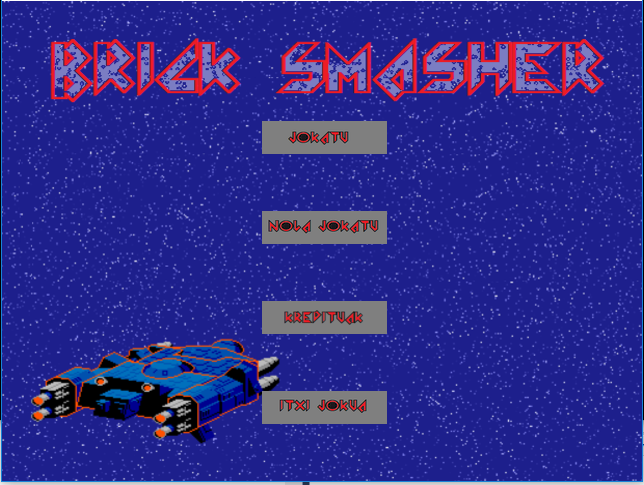 BRICK SMASHER
JOKATU
NOLA JOKATU
KREDITUAK
ITXI JOKUA